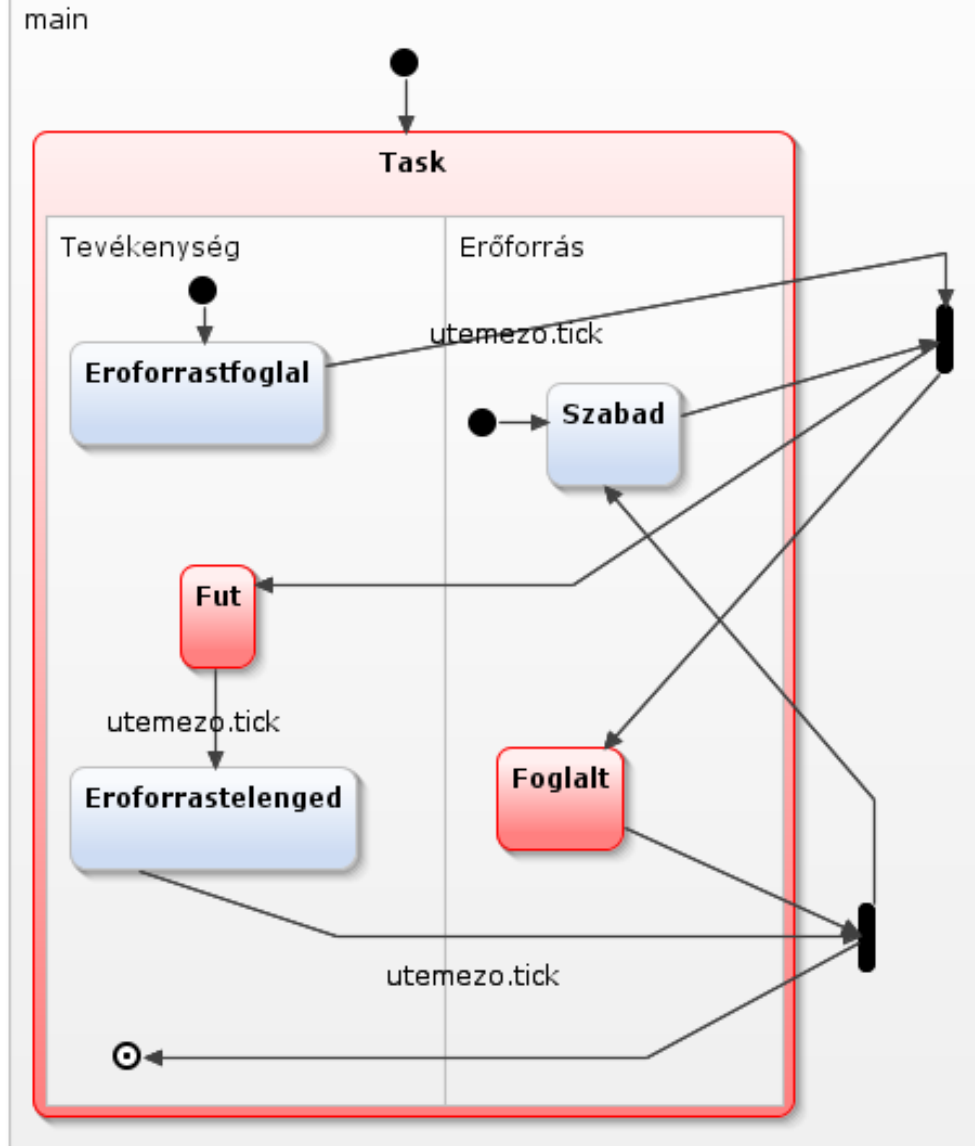 main
Task
Tevékenység
Erőforrás
utemezo.tick
Eroforrastfoglal
Szabad
Fut
utemezo.tick
Eroforrastelenged
Foglalt
utemezo.tick